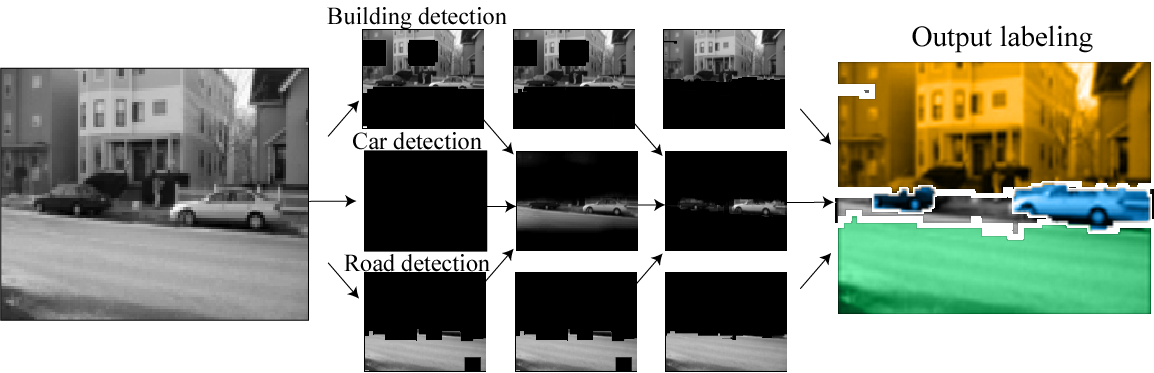 Building detection
Output labeling
Car detection
Road detection